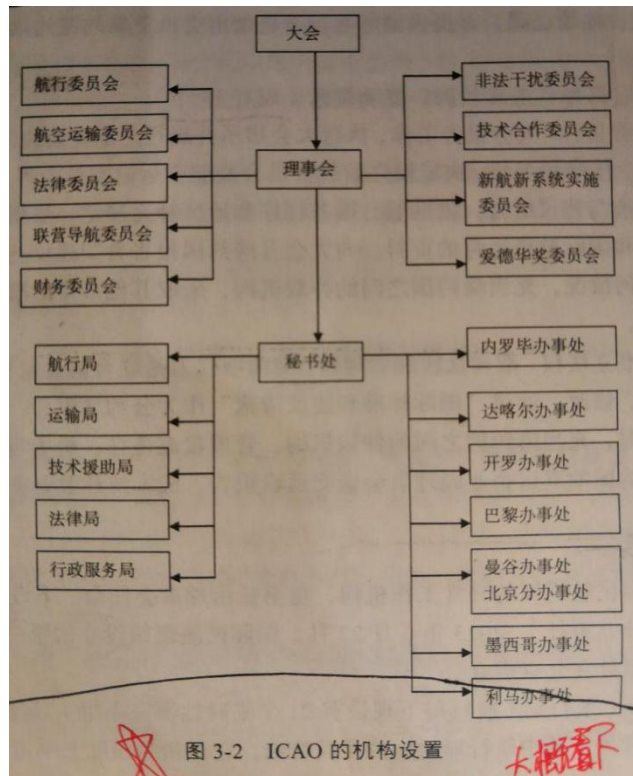 大会
航行委员会
航空运输委员会
法律委员会
联营导航委员会
财务委员会
理事会
非法干扰委员会
技术合作委员会
新航新系统实施
委员会
爱德华奖委员会
秘书处
航行局
运输局
技术援助局
法律局
行政服务局
内罗毕办事处
达喀尔办事处
开罗办事处
巴黎办事处
曼谷办事处
北京分办事处
墨西哥办事处
利马办事处
图 3-2 ICAO 的机构设置
大概看下